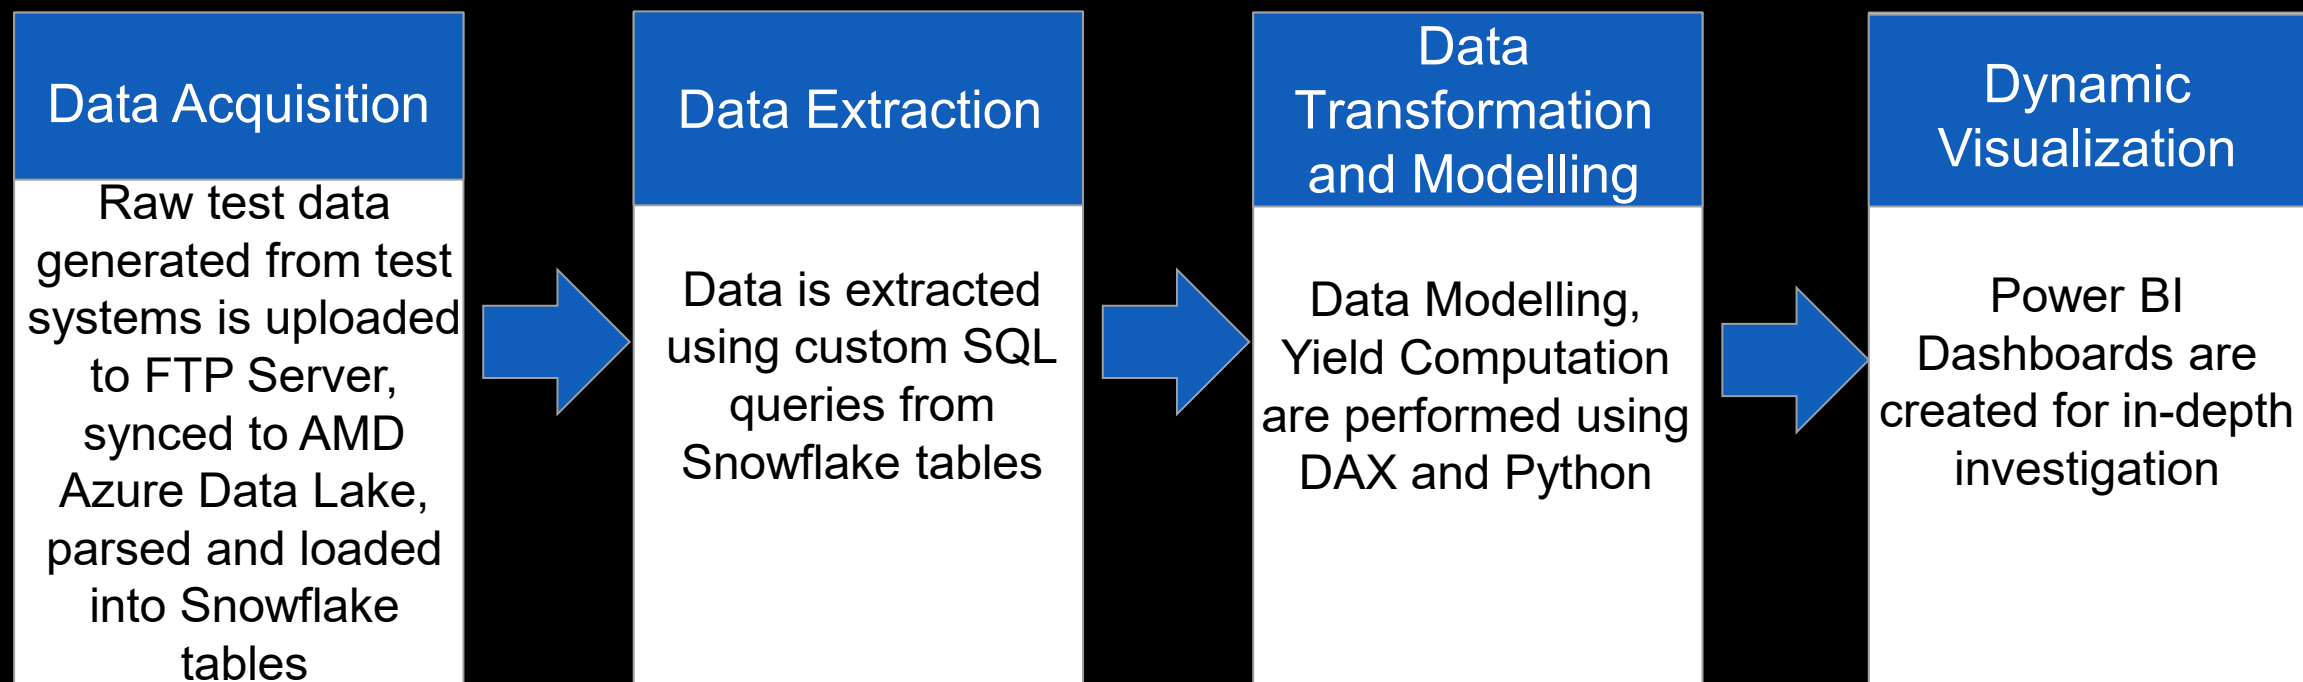 Data Acquisition
Raw test data
generated from test
systems is uploaded
to FTP Server,
synced to AMD
Azure Data Lake,
parsed and loaded
into Snowflake
tables
Data Extraction
Data is extracted
using custom SQL
queries from
Snowflake tables
Data
Transformation
and Modelling
Data Modelling,
Yield Computation
are performed using
DAX and Python
Dynamic
Visualization
Power BI
Dashboards are
created for in-depth
investigation